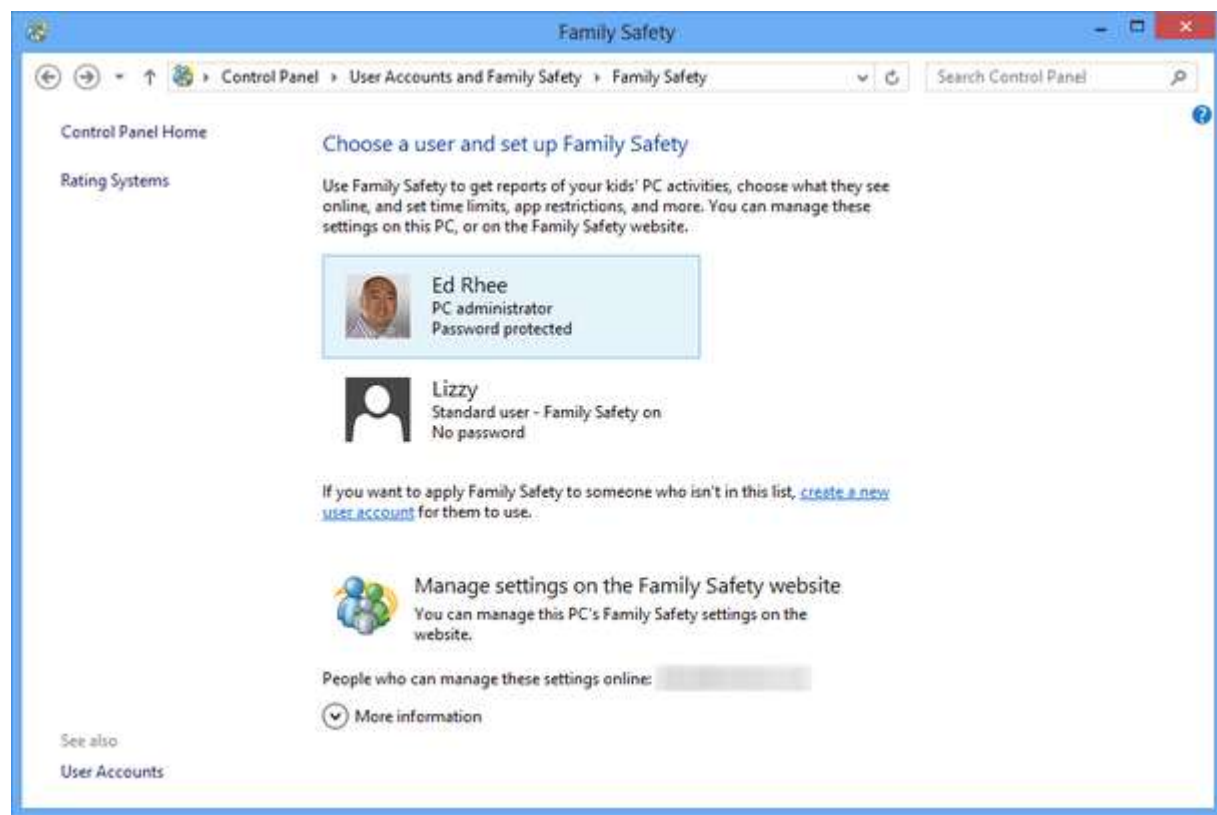 Family Safety
Control Panel ▸ User Accounts and Family Safety ▸ Family Safety
Search Control Panel
Control Panel Home
Rating Systems
Choose a user and set up Family Safety
Use Family Safety to get reports of your kids' PC activities, choose what they see
online, and set time limits, app restrictions, and more. You can manage these
settings on this PC, or on the Family Safety website.
Ed Rhee
PC administrator
Password protected
Lizzy
Standard user - Family Safety on
No password
If you want to apply Family Safety to someone who isn't in this list, create a new
user account for them to use.
Manage settings on the Family Safety website
You can manage this PC's Family Safety settings on the
website.
People who can manage these settings online:
More information
See also
User Accounts